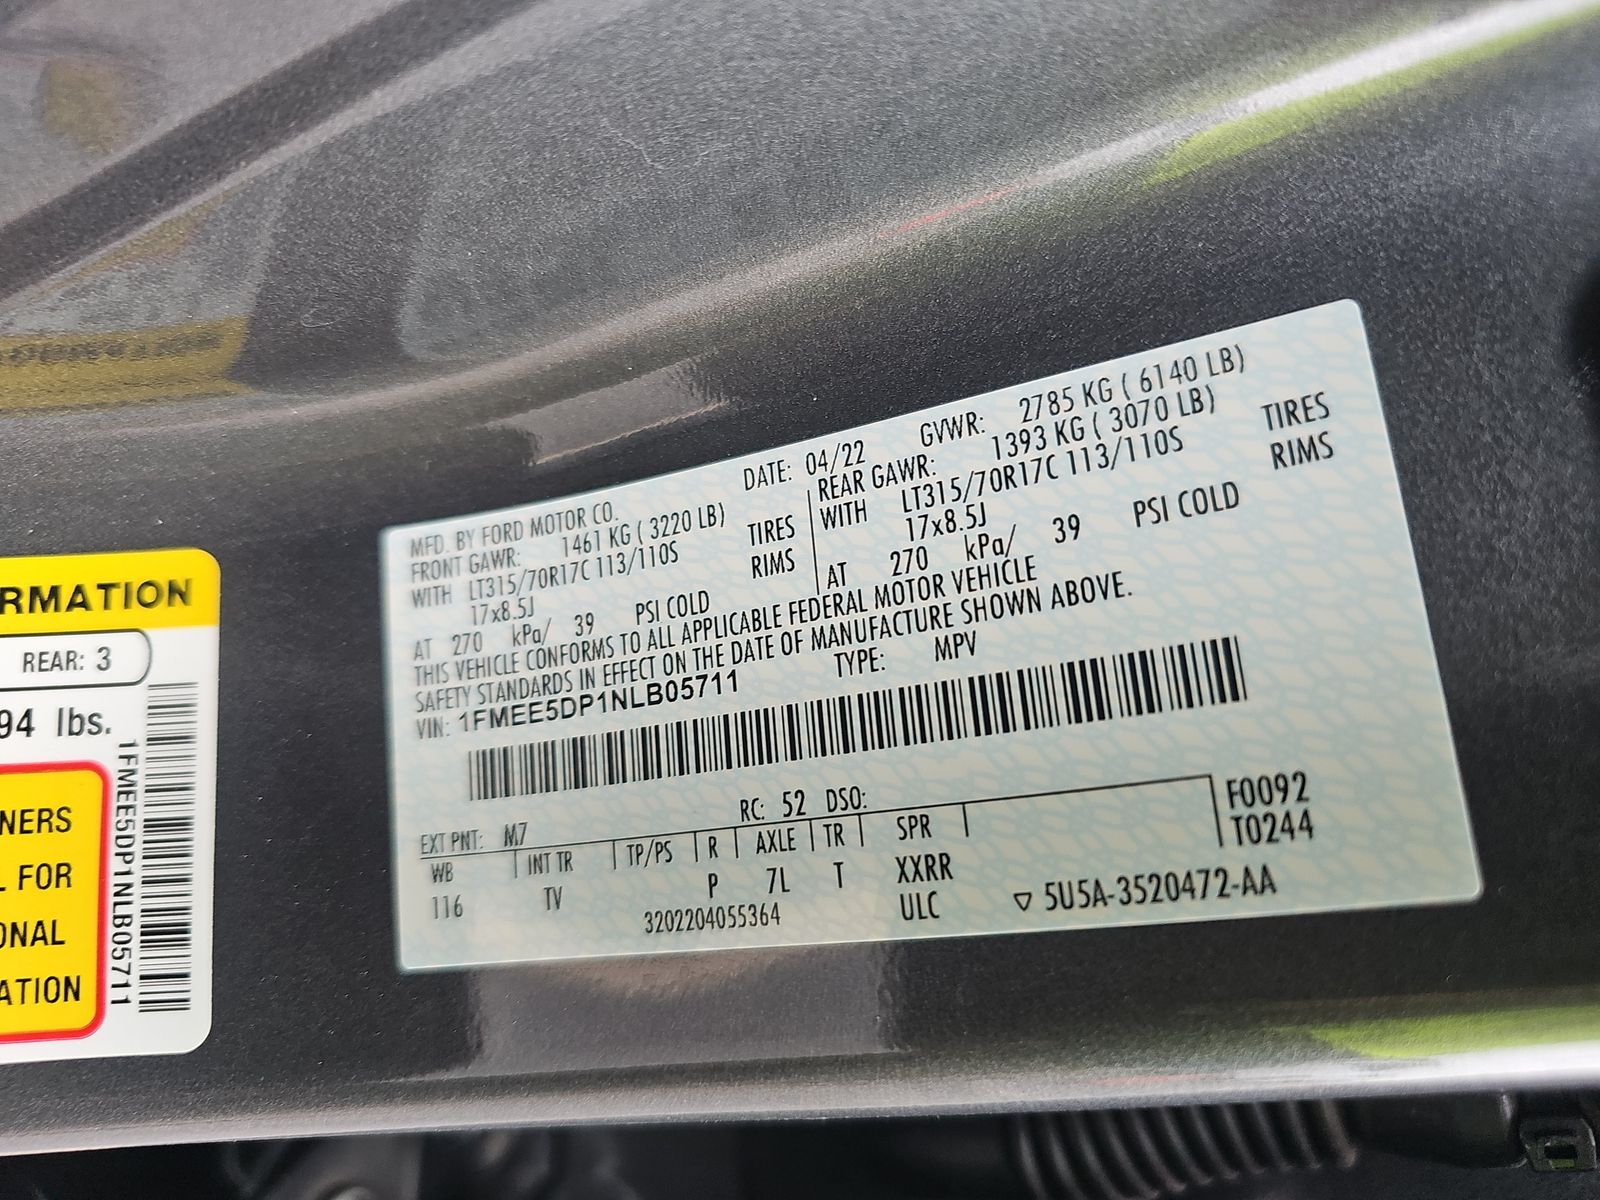 RMATION
REAR: 3
94 lbs.
1FMEE5DP1NLB05711
NERS
L FOR
ONAL
ATION
MFD. BY FORD MOTOR CO.
DATE: 04/22 GVWR: 2785 KG ( 6140 LB)
FRONT GAWR: 1461 KG ( 3220 LB) REAR GAWR: 1393 KG ( 3070 LB)
WITH LT315/70R17C 113/110S TIRES WITH LT315/70R17C 113/110S TIRES
17x8.5J RIMS 17x8.5J RIMS
AT 270 kPa/ 39 PSI COLD AT 270 kPa/ 39 PSI COLD
THIS VEHICLE CONFORMS TO ALL APPLICABLE FEDERAL MOTOR VEHICLE
SAFETY STANDARDS IN EFFECT ON THE DATE OF MANUFACTURE SHOWN ABOVE.
VIN: 1FMEE5DP1NLB05711 TYPE: MPV
EXT PNT: M7 RC: 52 DSO:
WB INT TR TP/PS R AXLE TR SPR F0092
116 TV P 7L T XXRR T0244
3202204055364 ULC ▽ 5U5A-3520472-AA